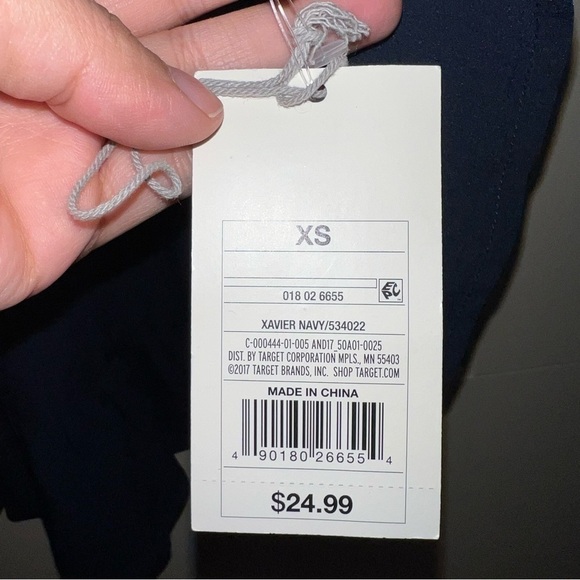 XS
018 02 6655
EPC
XAVIER NAVY/534022
C-000444-01-005 AND17_50A01-0025
DIST. BY TARGET CORPORATION MPLS., MN 55403
©2017 TARGET BRANDS, INC. SHOP TARGET.COM
MADE IN CHINA
4 90180 26655 4
$24.99